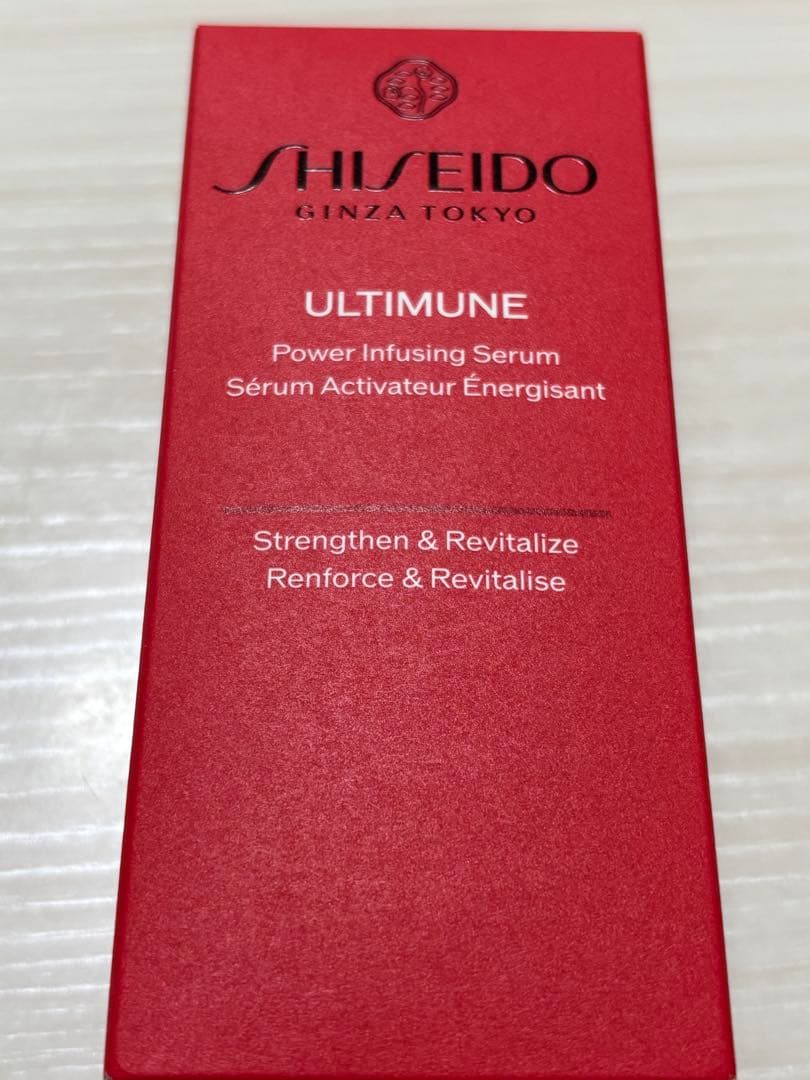 SHISEIDO
GINZA TOKYO
ULTIMUNE
Power Infusing Serum
Sérum Activateur Énergisant
Strengthen & Revitalize
Renforce & Revitalise